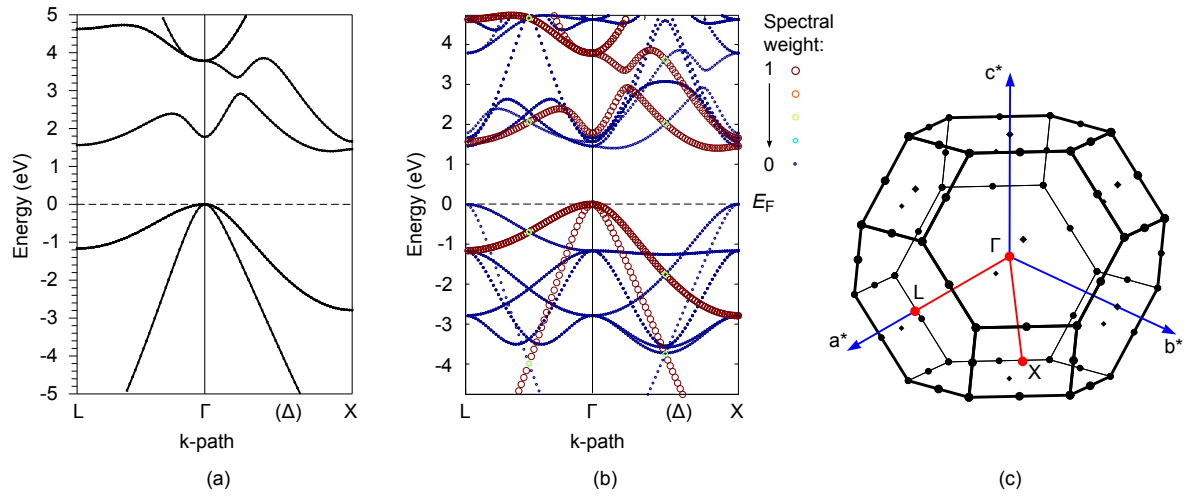 5
4
3
2
1
0
-1
-2
-3
-4
-5
Energy (eV)
L
Γ
(Δ)
X
k-path
(a)
4
3
2
1
0
-1
-2
-3
-4
Energy (eV)
L
Γ
(Δ)
X
k-path
(b)
Spectral
weight:
1
0
E_F
c*
Γ
L
a*
b*
X
(c)